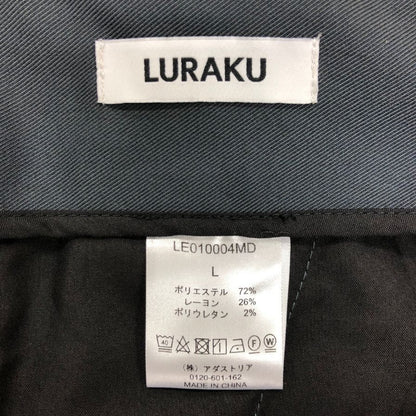 LURAKU
LE010004MD
L
ポリエステル 72%
レーヨン 26%
ポリウレタン 2%
40 F W
(株) アダストリア
0120-601-162
MADE IN CHINA